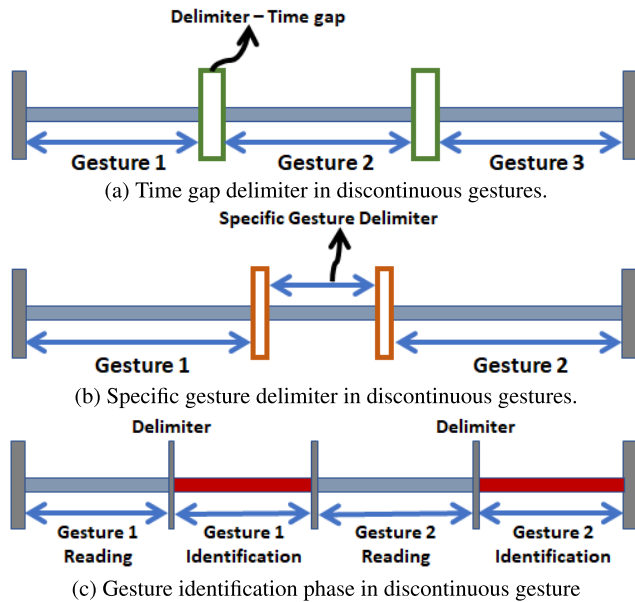 Delimiter – Time gap
Gesture 1
Gesture 2
Gesture 3
(a) Time gap delimiter in discontinuous gestures.
Specific Gesture Delimiter
Gesture 1
Gesture 2
(b) Specific gesture delimiter in discontinuous gestures.
Delimiter
Delimiter
Gesture 1
Reading
Gesture 1
Identification
Gesture 2
Reading
Gesture 2
Identification
(c) Gesture identification phase in discontinuous gesture